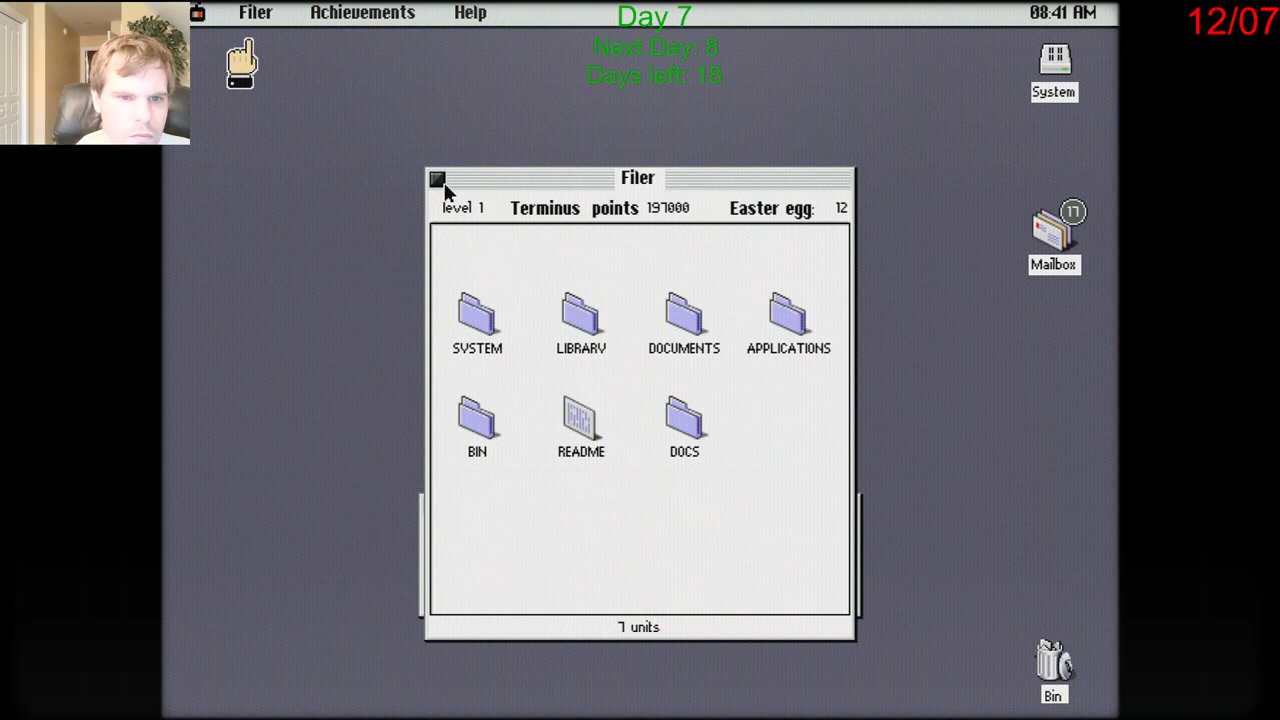 Filer Achievements Help
08:41 AM
Day 7
Next Day: 8
Days left: 18
12/07
System
17
Mailbox
Filer
level 1 Terminus points 197000 Easter egg: 12
SYSTEM LIBRARY DOCUMENTS APPLICATIONS
BIN README DOCS
7 units
Bin